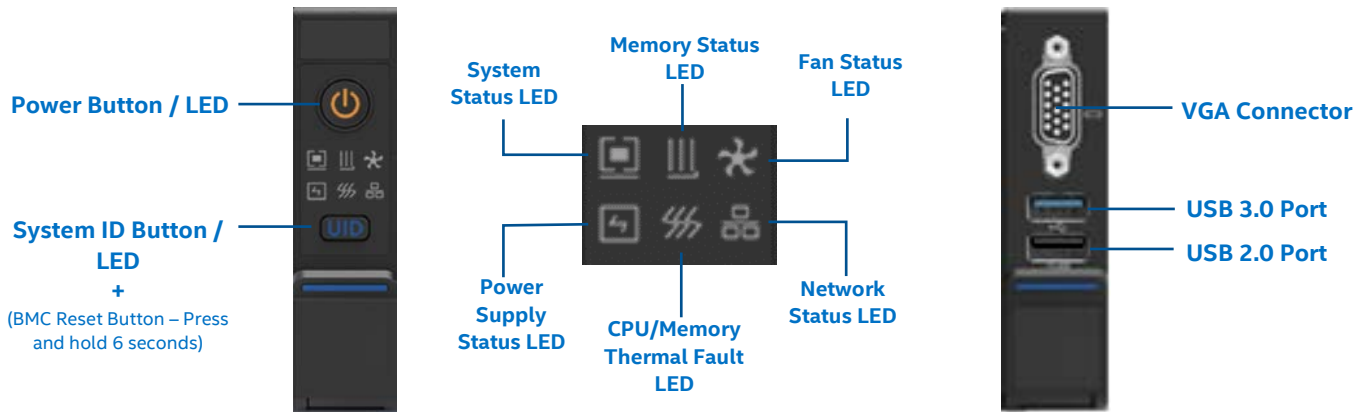 Power Button / LED
System ID Button /
LED
+
(BMC Reset Button – Press
and hold 6 seconds)
UID
System
Status LED
Memory Status
LED
Fan Status
LED
Power
Supply
Status LED
CPU/Memory
Thermal Fault
LED
Network
Status LED
VGA Connector
USB 3.0 Port
USB 2.0 Port